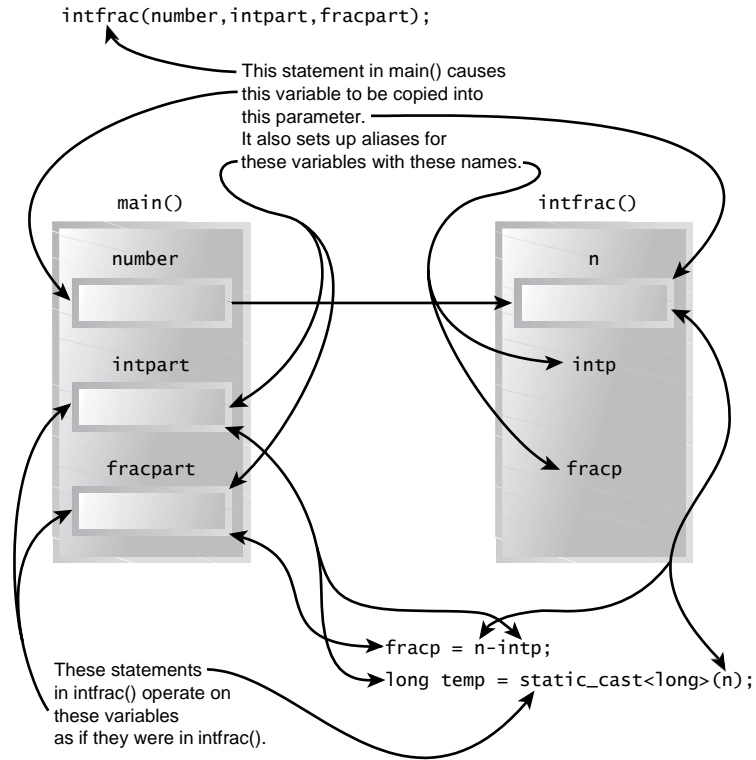 intfrac(number,intpart,fracpart);
This statement in main() causes
this variable to be copied into
this parameter.
It also sets up aliases for
these variables with these names.
main()
intfrac()
number
n
intpart
intp
fracpart
fracp
fracp = n-intp;
long temp = static_cast<long>(n);
These statements
in intfrac() operate on
these variables
as if they were in intfrac().